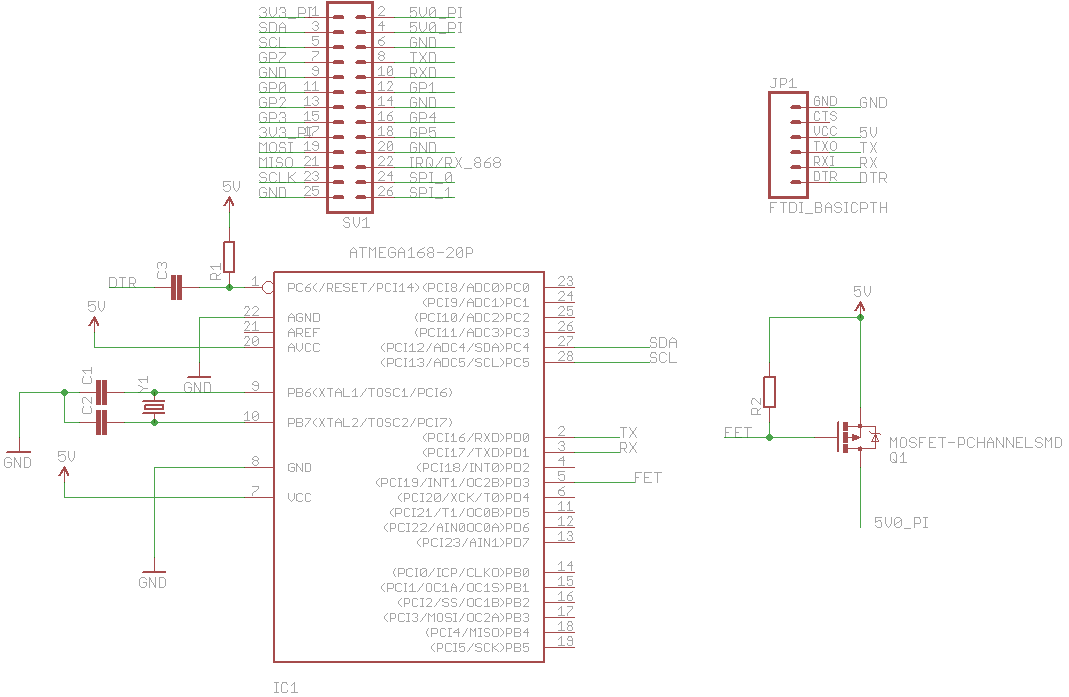 3V3_PI 1 2 5V0_PI
SDA 3 4 5V0_PI
SCL 5 6 GND
GP7 7 8 TXD
GND 9 10 RXD
GP0 11 12 GP1
GP2 13 14 GND
GP3 15 16 GP4
3V3_PI 17 18 GP5
MOSI 19 20 GND
MISO 21 22 IRQ/RX_868
SCLK 23 24 SPI_0
GND 25 26 SPI_1
SV1
JP1
GND GND
CTS
VCC 5V
TXO TX
RXI RX
DTR DTR
FTDI_BASICPTH
ATMEGA168-20P
5V
R1
C3
DTR
1 PC6(/RESET/PCI14) (PCI8/ADC0)PC0 23
(PCI9/ADC1)PC1 24
22 AGND (PCI10/ADC2)PC2 25
21 AREF (PCI11/ADC3)PC3 26
20 AVCC (PCI12/ADC4/SDA)PC4 27 SDA
(PCI13/ADC5/SCL)PC5 28 SCL
5V
GND
C1
C2
Y1
9 PB6(XTAL1/TOSC1/PCI6)
10 PB7(XTAL2/TOSC2/PCI7)
GND
(PCI16/RXD)PD0 2 TX
(PCI17/TXD)PD1 3 RX
8 GND (PCI18/INT0)PD2 4
(PCI19/INT1/OC2B)PD3 5 FET
5V
7 VCC (PCI20/XCK/T0)PD4 6
(PCI21/T1/OC0B)PD5 11
(PCI22/AIN0OC0A)PD6 12
(PCI23/AIN1)PD7 13
GND
(PCI0/ICP/CLKO)PB0 14
(PCI1/OC1A/OC1S)PB1 15
(PCI2/SS/OC1B)PB2 16
(PCI3/MOSI/OC2A)PB3 17
(PCI4/MISO)PB4 18
(PCI5/SCK)PB5 19
IC1
5V
R2
FET
MOSFET-PCHANNELSMD
Q1
5V0_PI